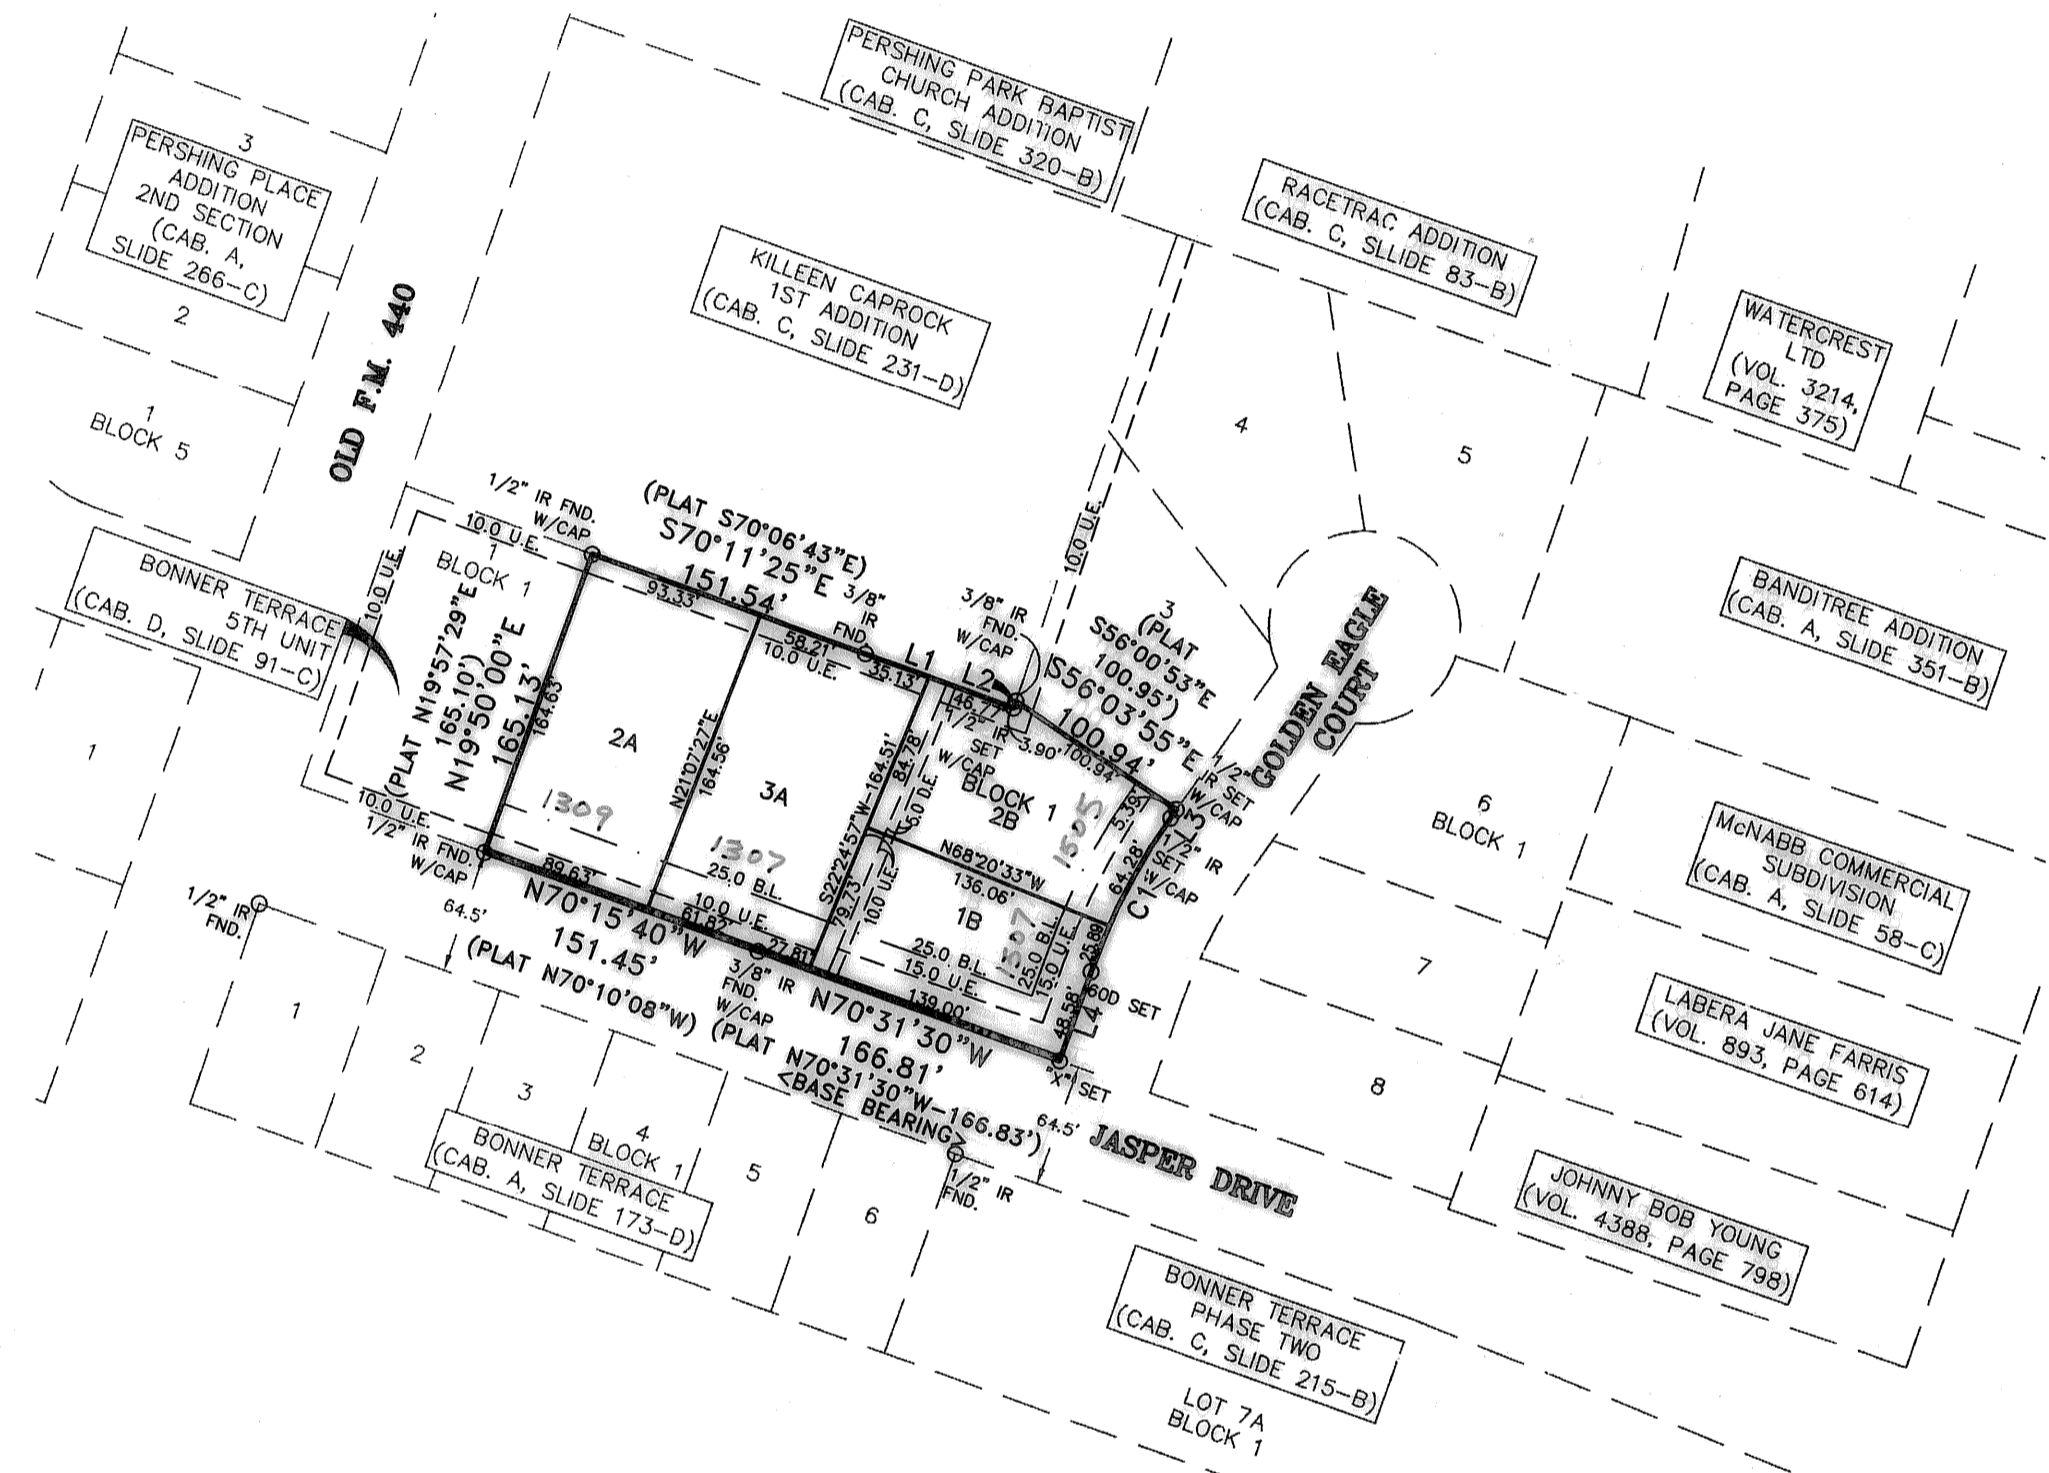 PERSHING PARK BAPTIST
CHURCH ADDITION
(CAB. C, SLIDE 320-B)
3
PERSHING PLACE
ADDITION
2ND SECTION
(CAB. A,
SLIDE 266-C)
2
1
BLOCK 5
OLD F.M. 440
KILLEEN CAPROCK
1ST ADDITION
(CAB. C, SLIDE 231-D)
RACETRAC ADDITION
(CAB. C, SLLIDE 83-B)
WATERCREST
LTD
(VOL. 3214,
PAGE 375)
4
5
BONNER TERRACE
5TH UNIT
(CAB. D, SLIDE 91-C)
10.0 U.E.
10.0 U.E.
1
BLOCK 1
1/2" IR FND.
W/CAP
(PLAT S70°06'43"E)
S70°11'25"E
151.54'
93.33'
3/8"
IR
FND.
58.21'
10.0 U.E.
35.13'
L1
L2
3/8" IR
FND.
W/CAP
10.0 U.E.
3
(PLAT
S56°00'53"E
100.95')
S56°03'55"E
100.94'
100.94'
3.90'
46.77'
1/2" IR
SET
W/CAP
1/2"
IR SET
W/CAP
GOLDEN EAGLE
COURT
BANDITREE ADDITION
(CAB. A, SLIDE 351-B)
(PLAT N19°57'29"E
165.10')
N19°50'00"E
165.13'
164.63'
2A
1309
N21°07'27"E
164.56'
3A
1307
25.0 B.L.
10.0 U.E.
S22°24'57"W-164.51'
84.78'
79.73'
5.0 D.E.
10.0 U.E.
BLOCK 1
2B
1505
5.39'
L3
1/2" IR
SET
W/CAP
64.28'
C1
N68°20'33"W
136.06'
1B
1507
25.0 B.L.
15.0 U.E.
25.0 B.L.
15.0 U.E.
25.89
60D SET
48.58
L4
139.00'
"X" SET
10.0 U.E.
1/2" IR FND.
W/CAP
89.63'
61.82'
27.81'
N70°15'40"W
151.45'
(PLAT N70°10'08"W)
3/8" IR
FND.
W/CAP
N70°31'30"W
166.81'
(PLAT N70°31'30"W-166.83')
<BASE BEARING>
64.5'
64.5'
1/2" IR
FND.
1/2" IR
FND.
JASPER DRIVE
1
1
2
3
4
BLOCK 1
5
6
BONNER TERRACE
(CAB. A, SLIDE 173-D)
6
BLOCK 1
7
8
McNABB COMMERCIAL
SUBDIVISION
(CAB. A, SLIDE 58-C)
LABERA JANE FARRIS
(VOL. 893, PAGE 614)
JOHNNY BOB YOUNG
(VOL. 4388, PAGE 798)
BONNER TERRACE
PHASE TWO
(CAB. C, SLIDE 215-B)
LOT 7A
BLOCK 1